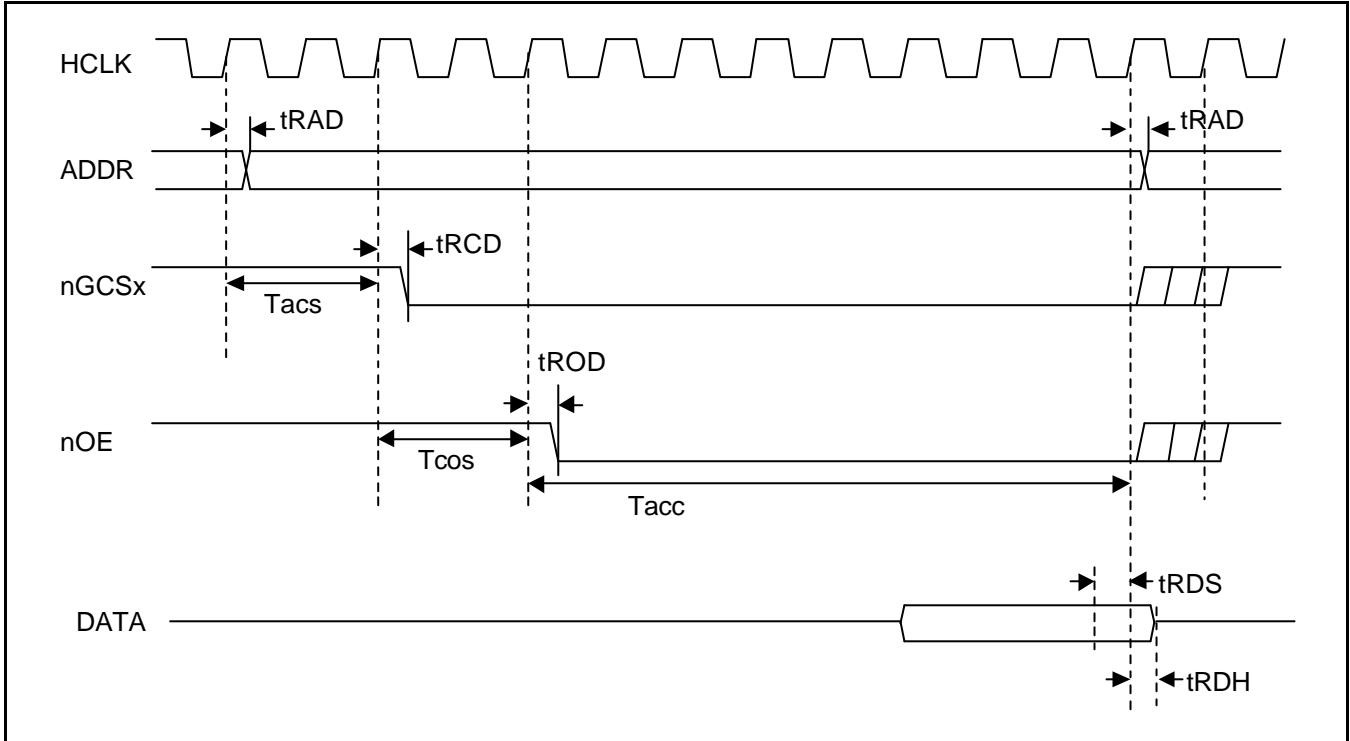 HCLK
tRAD
tRAD
ADDR
tRCD
nGCSx
Tacs
tROD
nOE
Tcos
Tacc
tRDS
DATA
tRDH